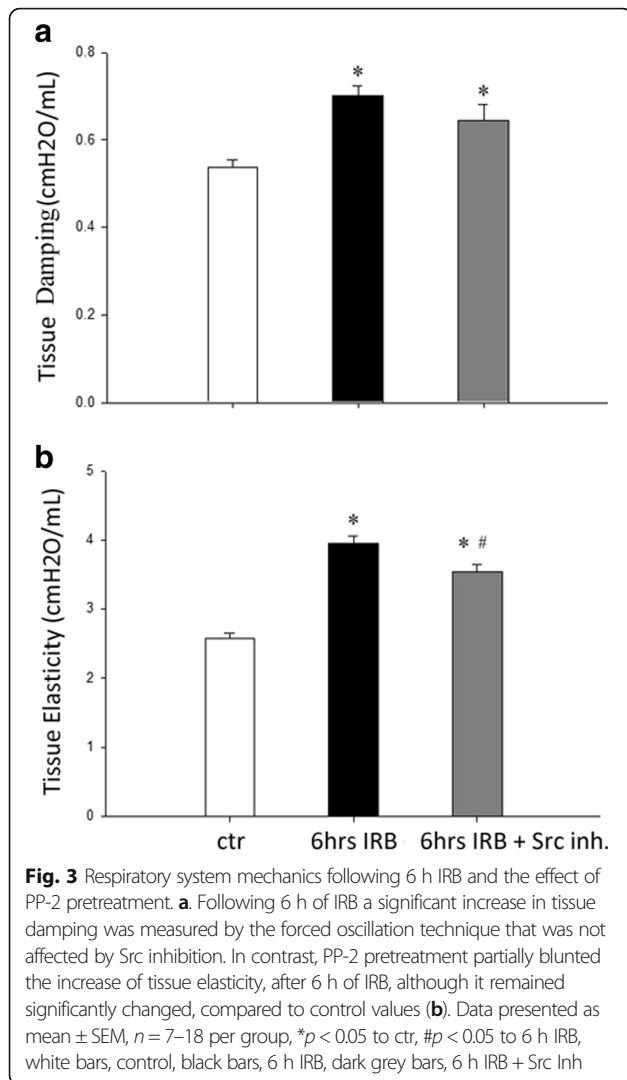 a
0.8
0.6
0.4
0.2
0.0
Tissue Damping(cmH2O/mL)
*
*
b
5
4
3
2
1
0
Tissue Elasticity (cmH2O/mL)
*
* #
ctr 6hrs IRB 6hrs IRB + Src inh.
Fig. 3 Respiratory system mechanics following 6 h IRB and the effect of
PP-2 pretreatment. a. Following 6 h of IRB a significant increase in tissue
damping was measured by the forced oscillation technique that was not
affected by Src inhibition. In contrast, PP-2 pretreatment partially blunted
the increase of tissue elasticity, after 6 h of IRB, although it remained
significantly changed, compared to control values (b). Data presented as
mean ± SEM, n = 7–18 per group, *p < 0.05 to ctr, #p < 0.05 to 6 h IRB,
white bars, control, black bars, 6 h IRB, dark grey bars, 6 h IRB + Src Inh